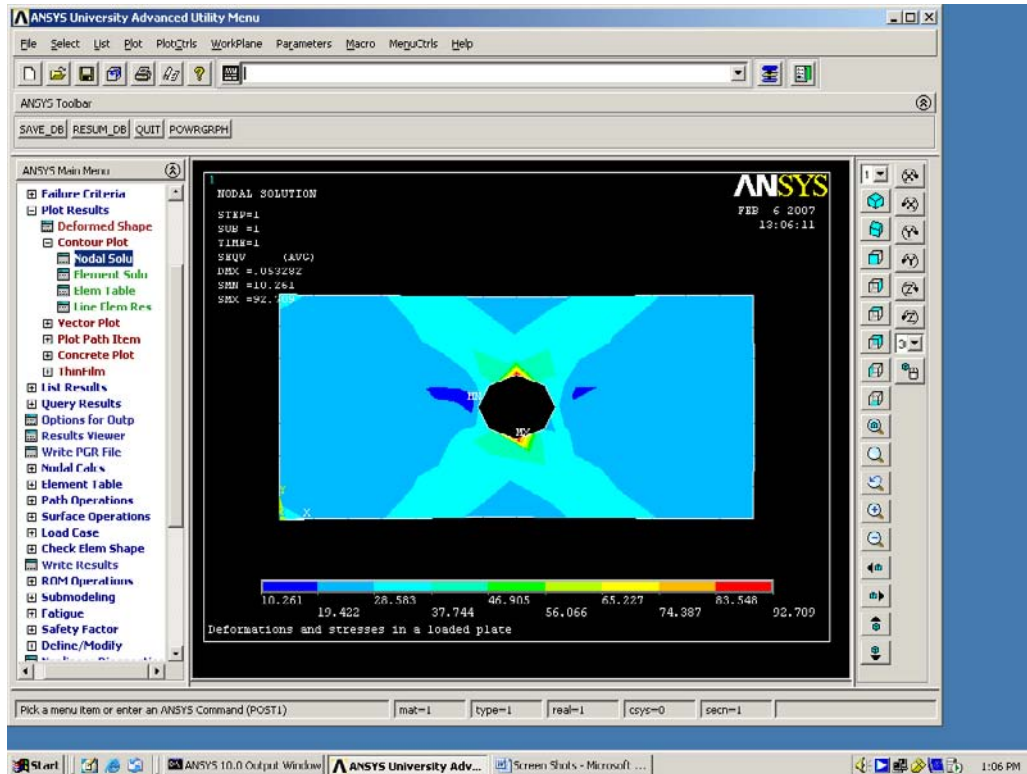 ANSYS University Advanced Utility Menu
File Select List Plot PlotCtrls WorkPlane Parameters Macro MenuCtrls Help
ANSYS Toolbar
SAVE_DB RESUM_DB QUIT POWRGRPH
ANSYS Main Menu
Failure Criteria
Plot Results
Deformed Shape
Contour Plot
Nodal Solu
Element Solu
Elem Table
Line Elem Res
Vector Plot
Plot Path Item
Concrete Plot
ThinFilm
List Results
Query Results
Options for Outp
Results Viewer
Write PGR File
Nodal Calcs
Element Table
Path Operations
Surface Operations
Load Case
Check Elem Shape
Write Results
ROM Operations
Submodeling
Fatigue
Safety Factor
Define/Modify
1
NODAL SOLUTION
STEP=1
SUB =1
TIME=1
SEQV (AVG)
DMX =.053282
SMN =10.261
SMX =92.709
ANSYS
FEB 6 2007
13:06:11
MN
MX
Y
X
10.261 28.583 46.905 65.227 83.548
19.422 37.744 56.066 74.387 92.709
Deformations and stresses in a loaded plate
1
3
Pick a menu item or enter an ANSYS Command (POST1) mat=1 type=1 real=1 csys=0 secn=1
Start ANSYS 10.0 Output Window ANSYS University Adv... Screen Shots - Microsoft ... 1:06 PM